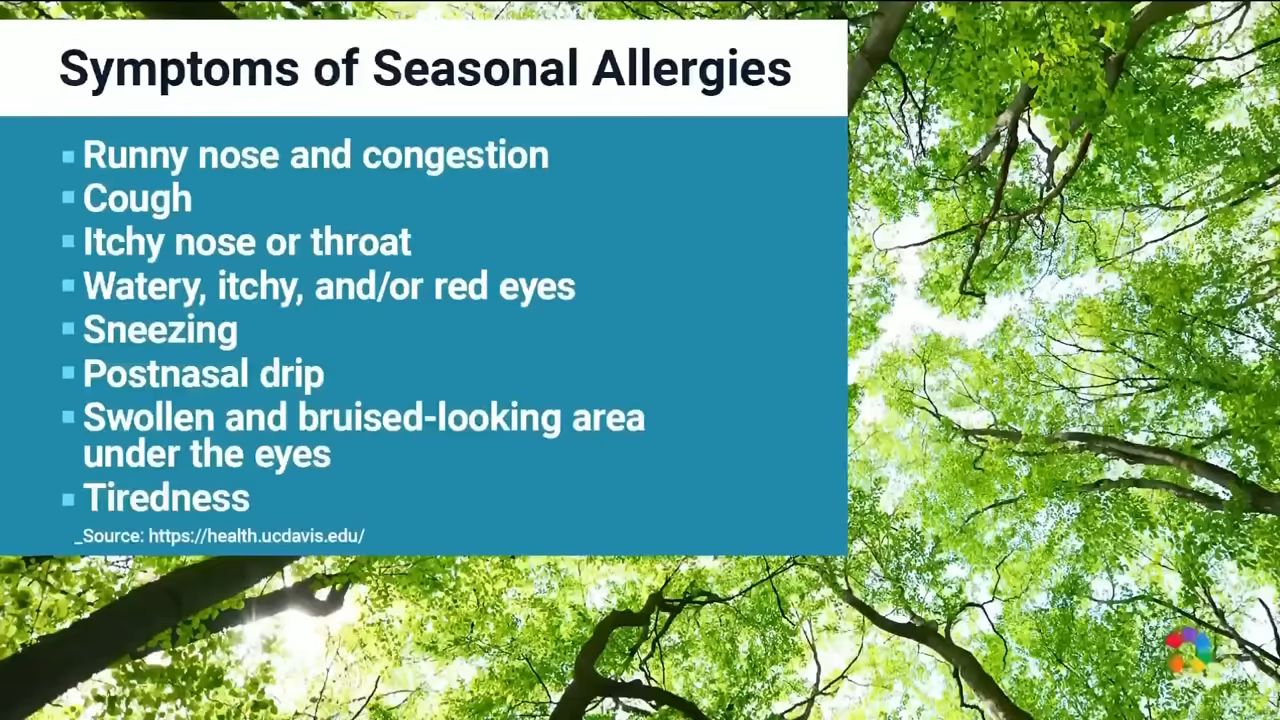 Symptoms of Seasonal Allergies
Runny nose and congestion
Cough
Itchy nose or throat
Watery, itchy, and/or red eyes
Sneezing
Postnasal drip
Swollen and bruised-looking area
under the eyes
Tiredness
_Source: https://health.ucdavis.edu/